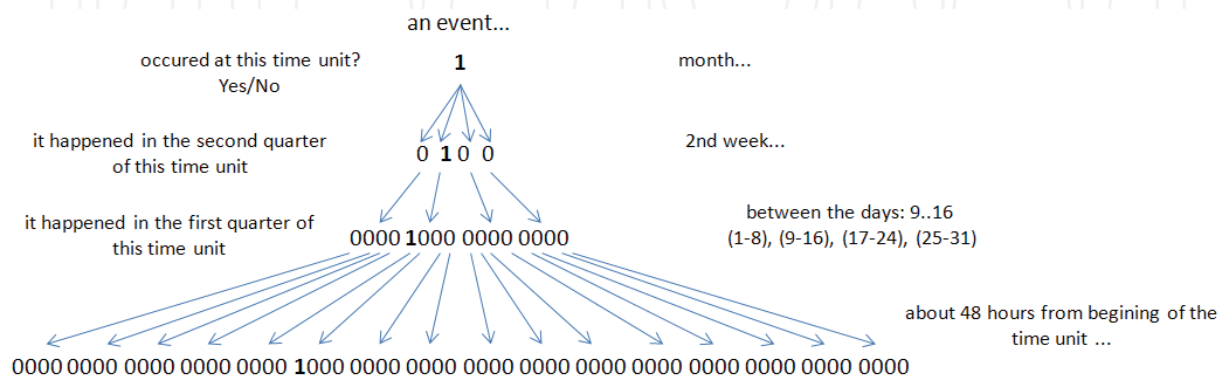 an event...
occured at this time unit?
Yes/No
1
month...
it happened in the second quarter
of this time unit
0 1 0 0
2nd week...
it happened in the first quarter of
this time unit
0000 1000 0000 0000
between the days: 9..16
(1-8), (9-16), (17-24), (25-31)
about 48 hours from begining of the
time unit ...
0000 0000 0000 0000 0000 1000 0000 0000 0000 0000 0000 0000 0000 0000 0000 0000